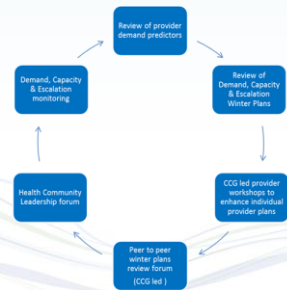 Review of provider
demand predictors
Review of
Demand, Capacity
& Escalation
Winter Plans
CCG led provider
workshops to
enhance individual
provider plans
Peer to peer
winter plans
review forum
(CCG led )
Health Community
Leadership forum
Demand, Capacity
& Escalation
monitoring